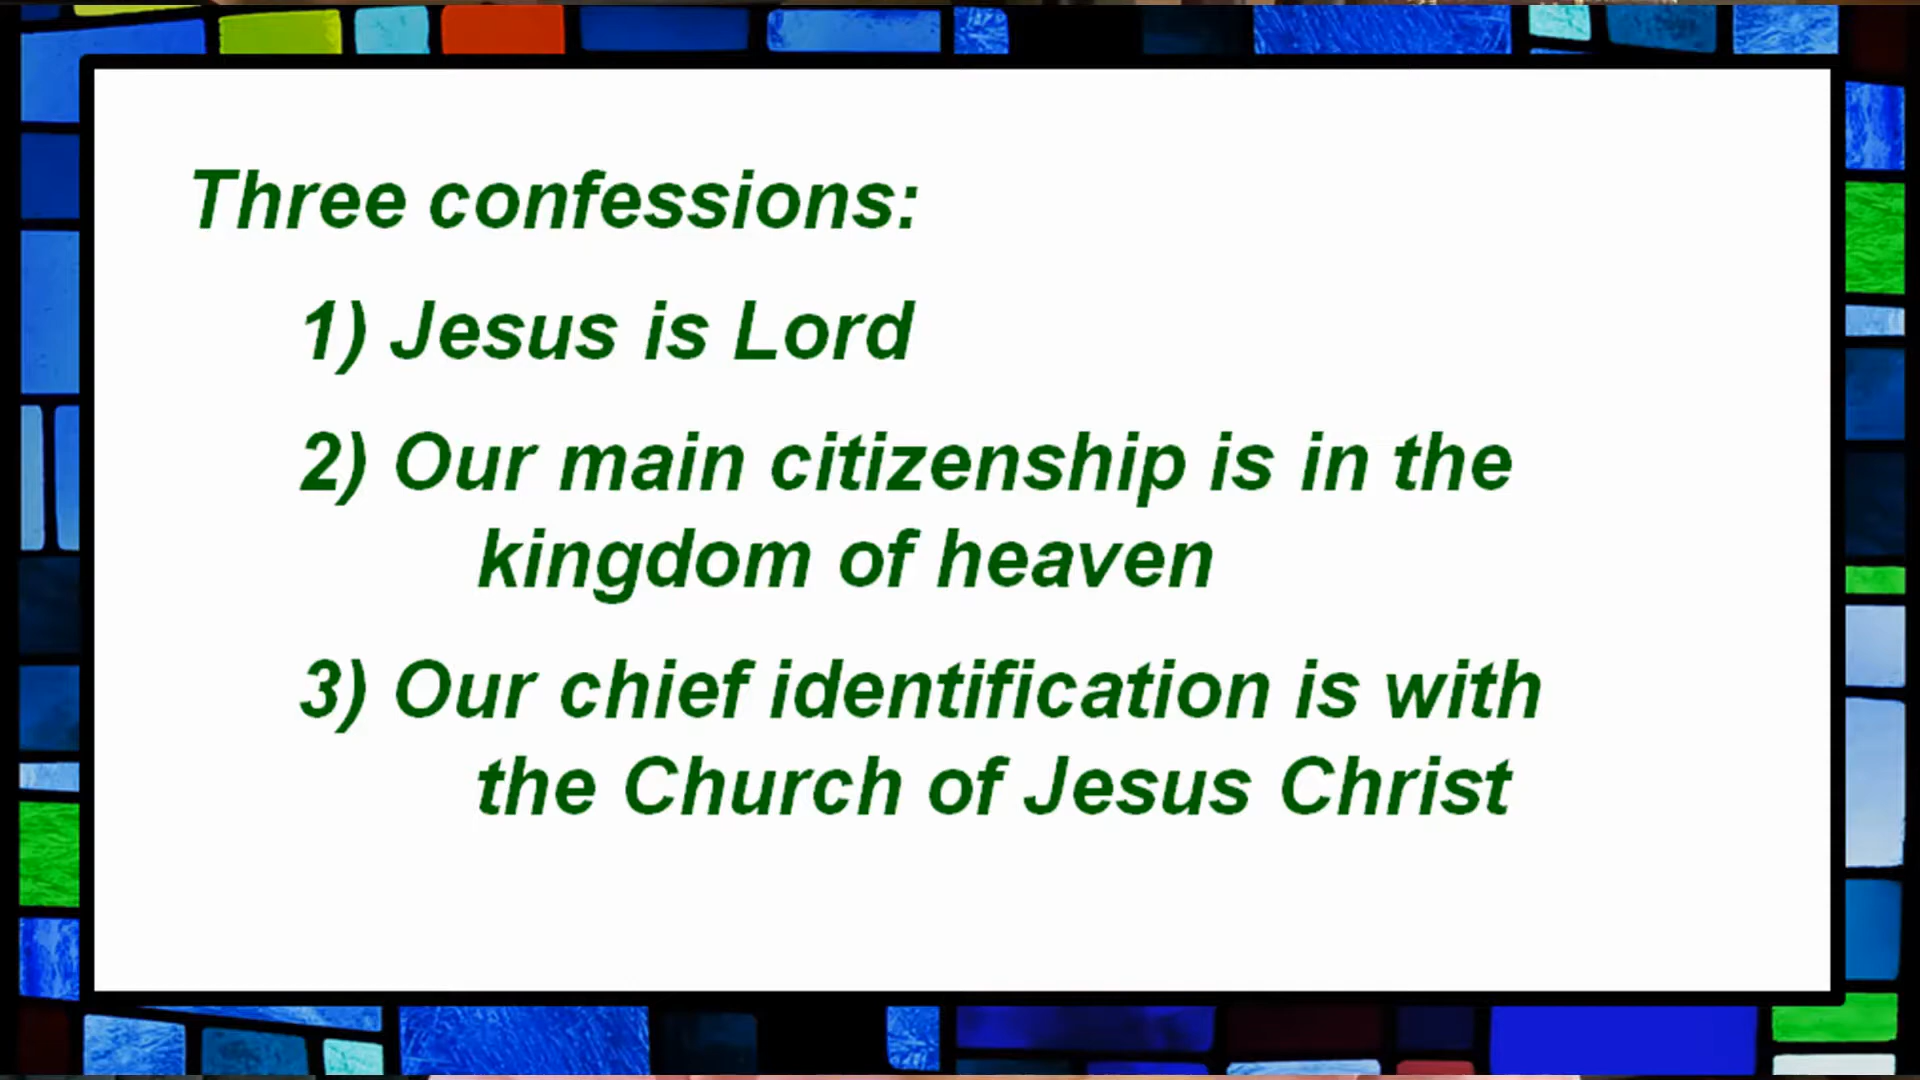 Three confessions:
1) Jesus is Lord
2) Our main citizenship is in the
kingdom of heaven
3) Our chief identification is with
the Church of Jesus Christ